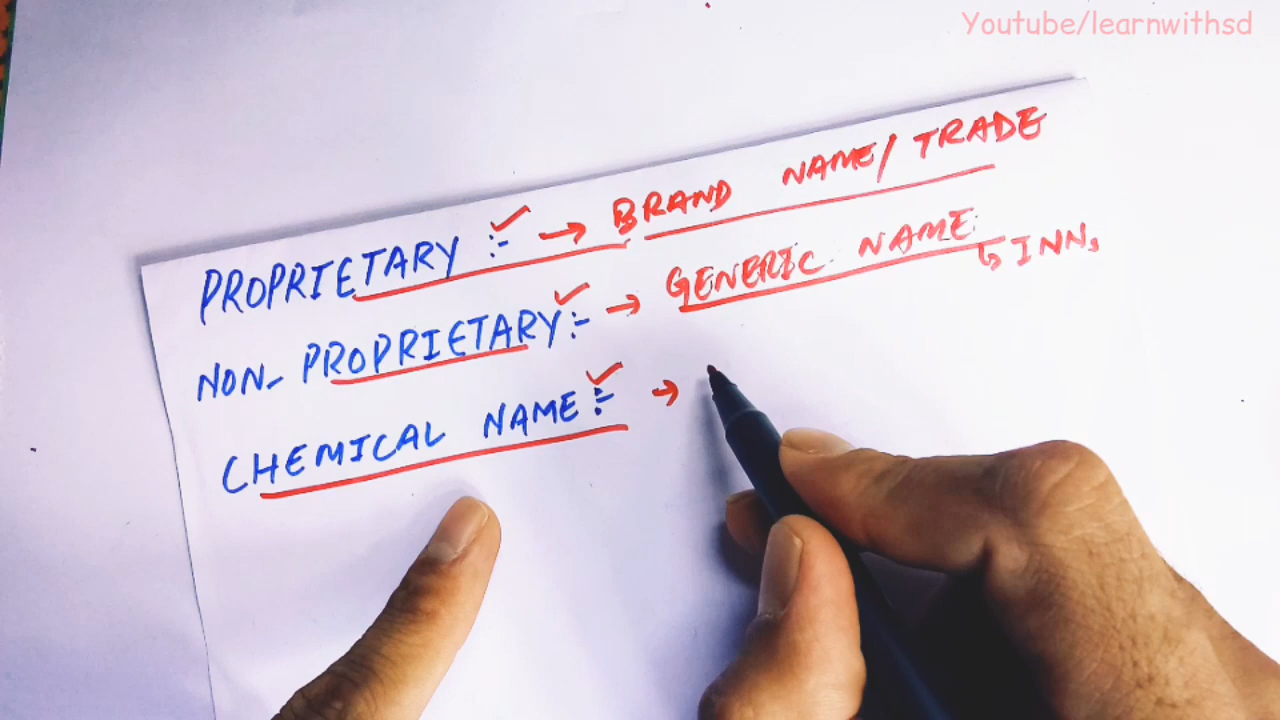 Youtube/learnwithsd
PROPRIETARY :- → BRAND NAME/TRADE
NON-PROPRIETARY :- → GENERIC NAME
↳ INN.
CHEMICAL NAME :- →